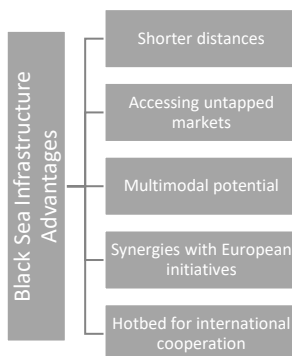 Black Sea Infrastructure
Advantages
Shorter distances
Accessing untapped
markets
Multimodal potential
Synergies with European
initiatives
Hotbed for international
cooperation